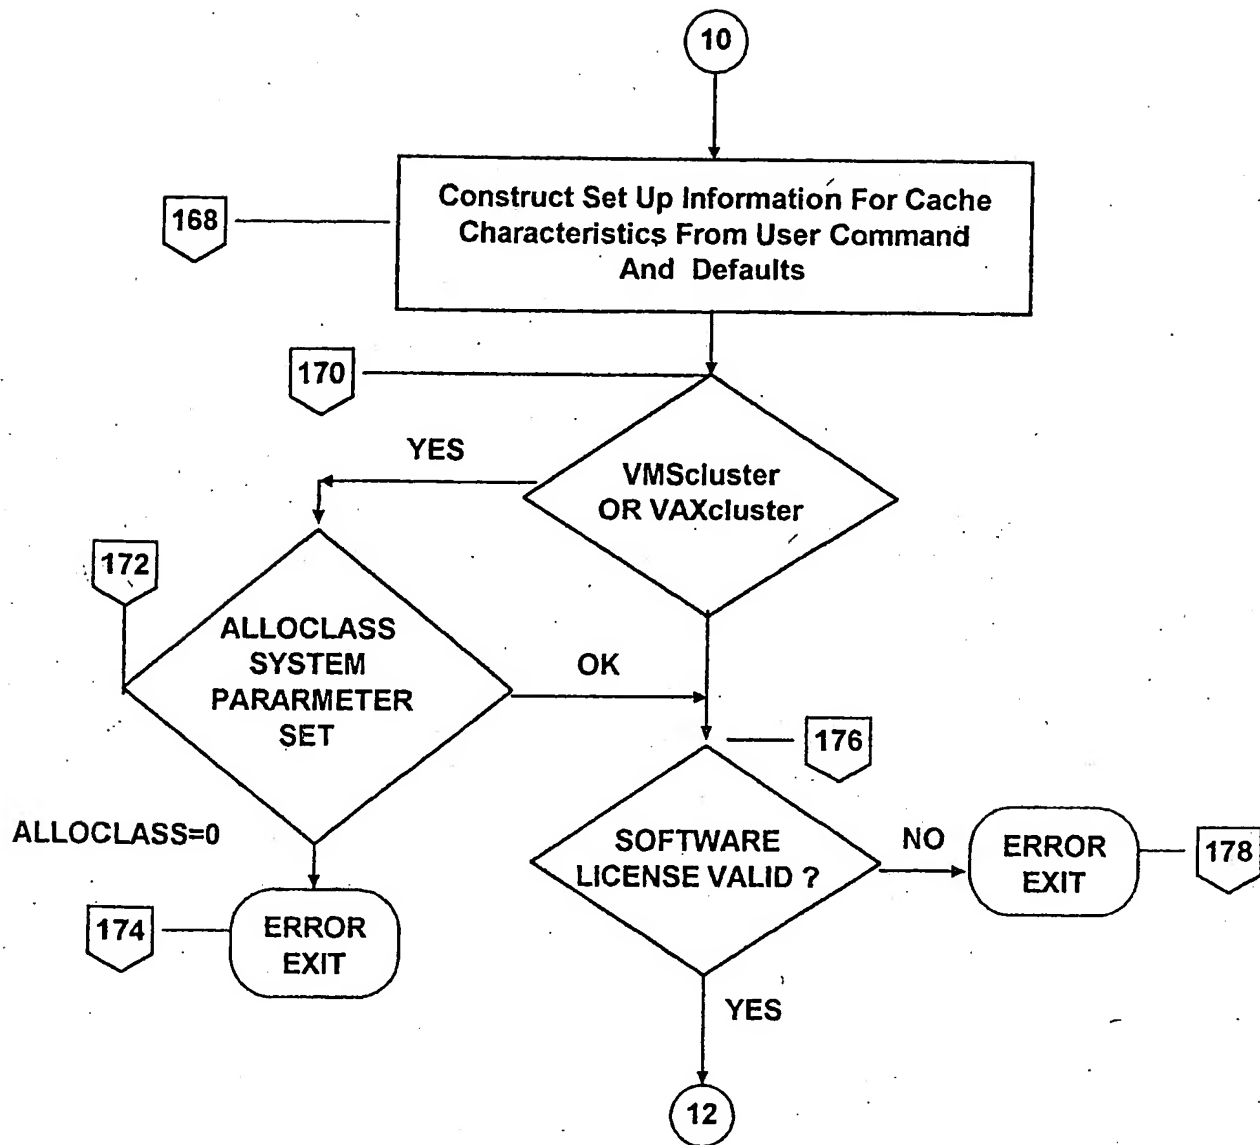 10
Construct Set Up Information For Cache
Characteristics From User Command
And Defaults
168
170
YES
VMScluster
OR VAXcluster
172
ALLOCLASS
SYSTEM
PARARMETER
SET
OK
176
ALLOCLASS=0
SOFTWARE
LICENSE VALID ?
NO
ERROR
EXIT
178
174
ERROR
EXIT
YES
12